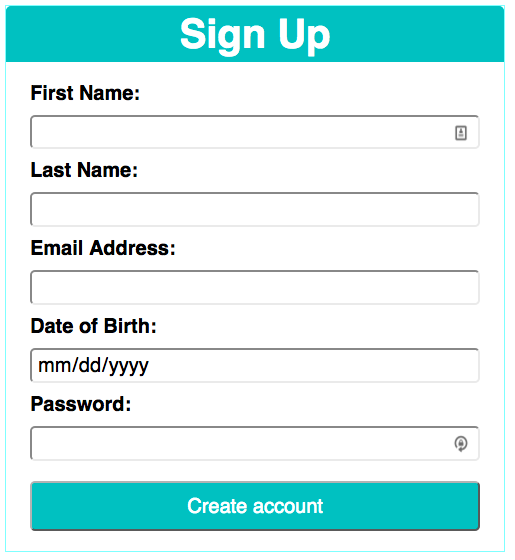 Sign Up
First Name:
Last Name:
Email Address:
Date of Birth:
mm/dd/yyyy
Password:
Create account